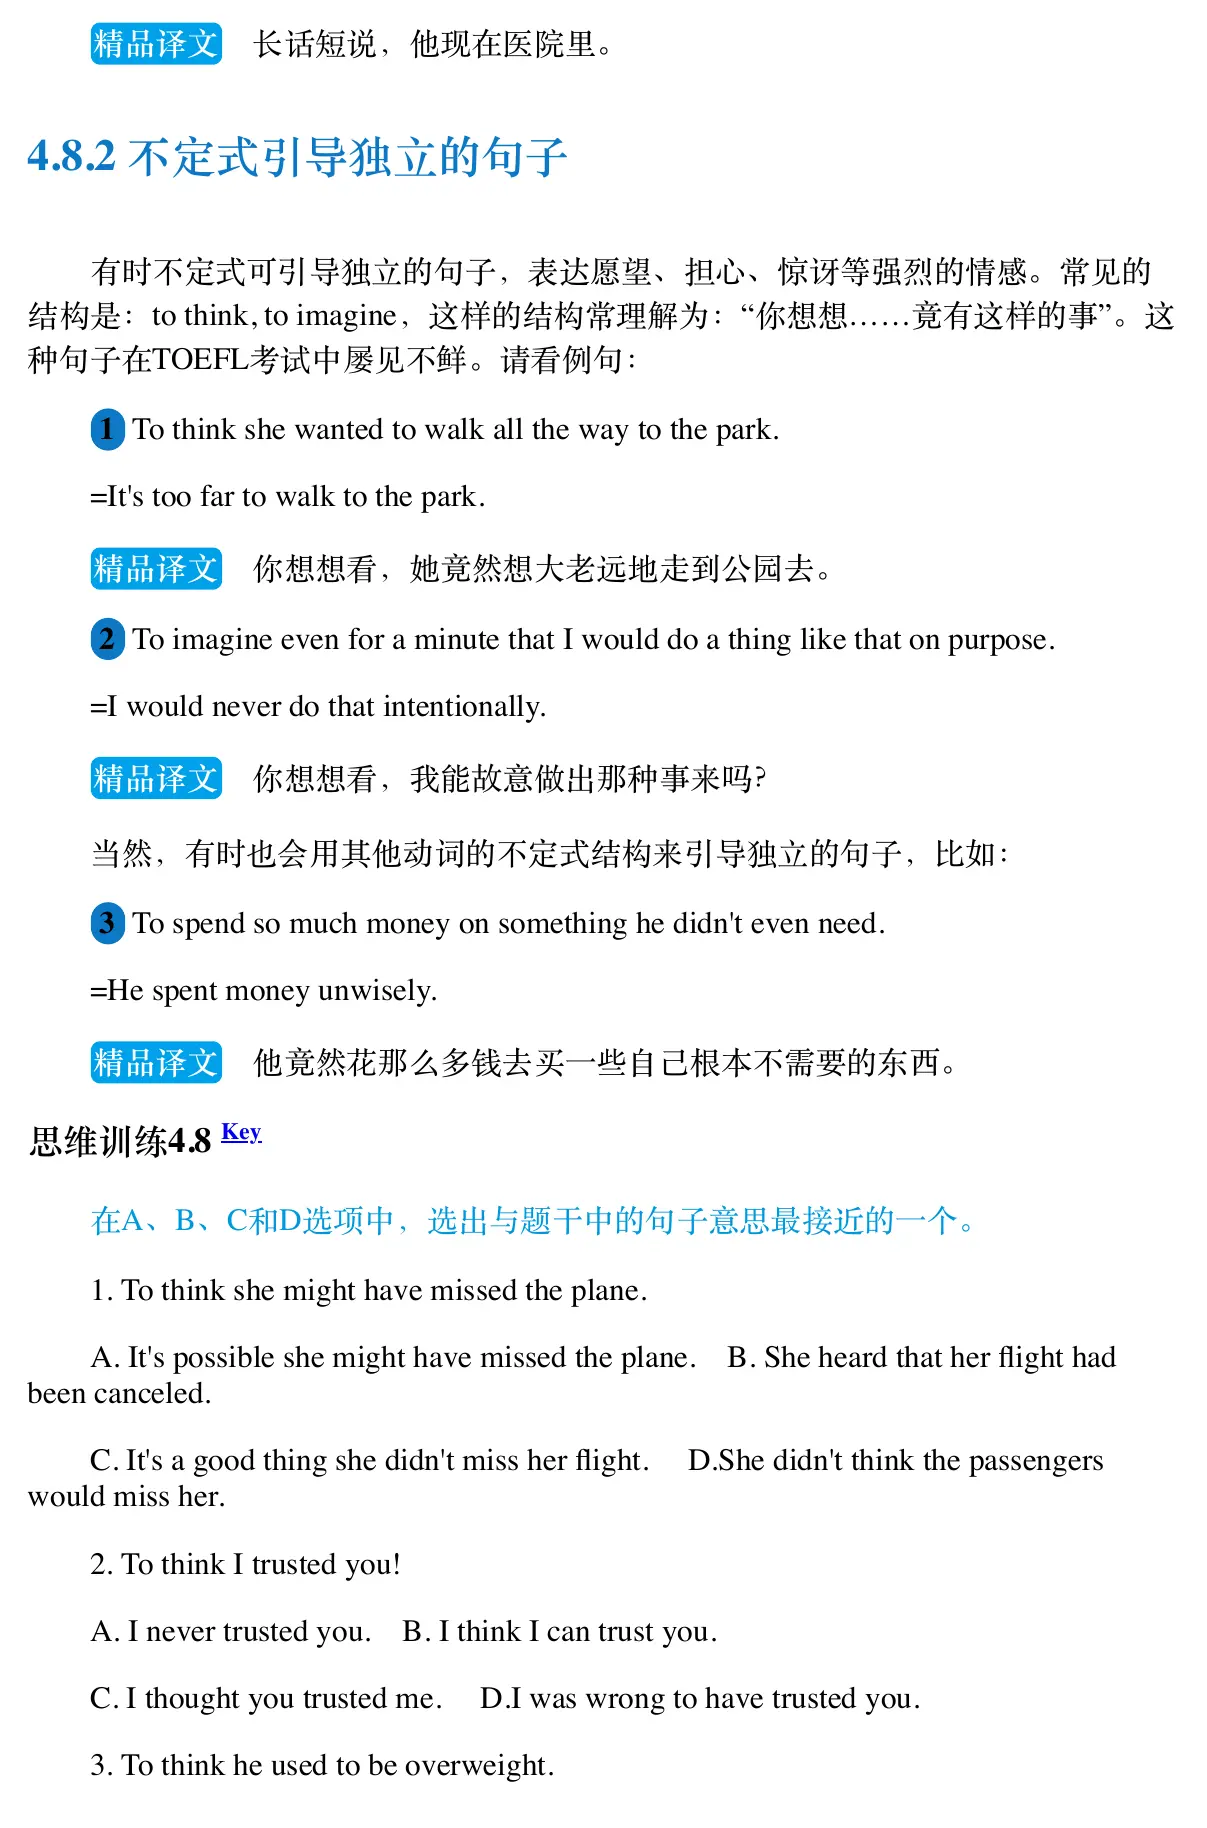 精品译文 长话短说，他现在医院里。
4.8.2 不定式引导独立的句子
有时不定式可引导独立的句子，表达愿望、担心、惊讶等强烈的情感。常见的
结构是：to think, to imagine，这样的结构常理解为：“你想想……竟有这样的事”。这
种句子在TOEFL考试中屡见不鲜。请看例句：
1 To think she wanted to walk all the way to the park.
=It's too far to walk to the park.
精品译文 你想想看，她竟然想大老远地走到公园去。
2 To imagine even for a minute that I would do a thing like that on purpose.
=I would never do that intentionally.
精品译文 你想想看，我能故意做出那种事来吗？
当然，有时也会用其他动词的不定式结构来引导独立的句子，比如：
3 To spend so much money on something he didn't even need.
=He spent money unwisely.
精品译文 他竟然花那么多钱去买一些自己根本不需要的东西。
思维训练4.8 Key
在A、B、C和D选项中，选出与题干中的句子意思最接近的一个。
1. To think she might have missed the plane.
A. It's possible she might have missed the plane. B. She heard that her flight had
been canceled.
C. It's a good thing she didn't miss her flight. D.She didn't think the passengers
would miss her.
2. To think I trusted you!
A. I never trusted you. B. I think I can trust you.
C. I thought you trusted me. D.I was wrong to have trusted you.
3. To think he used to be overweight.